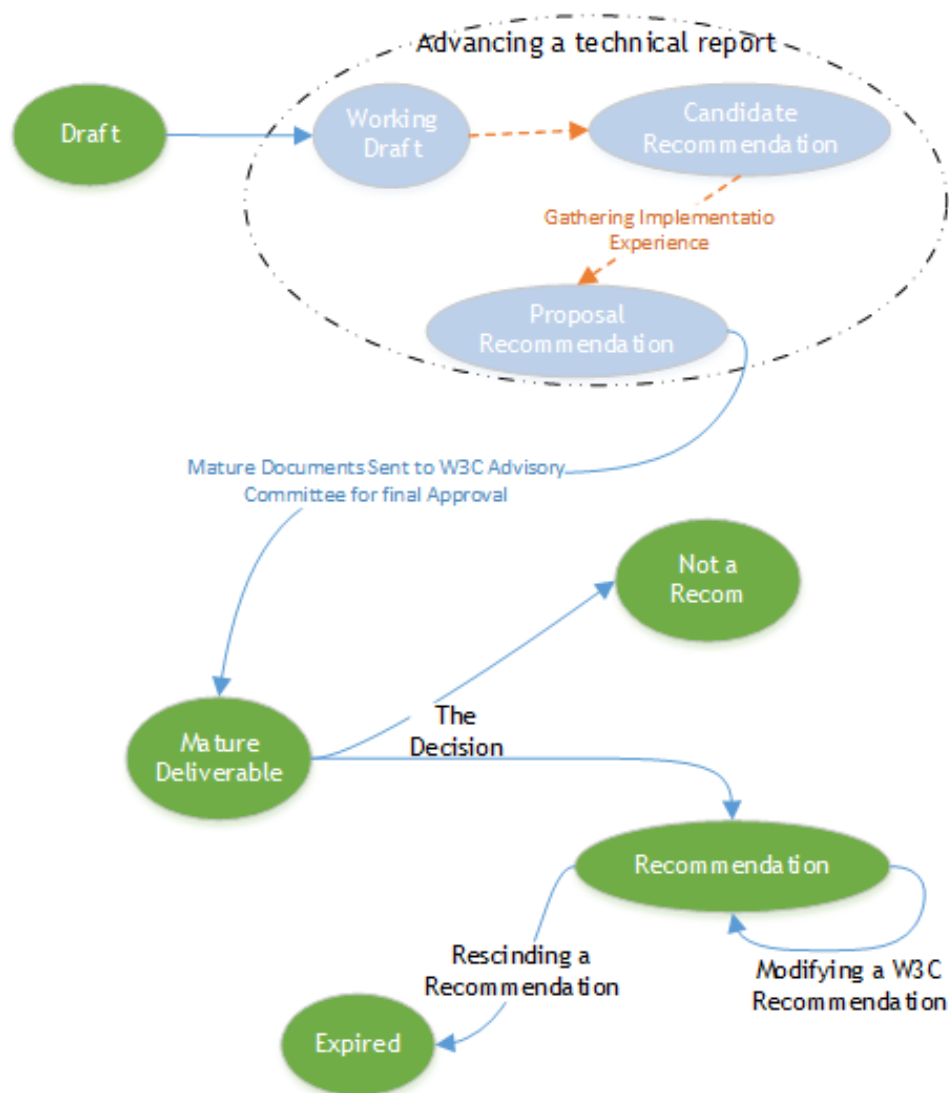 Advancing a technical report
Draft
Working
Draft
Candidate
Recommendation
Gathering Implementatio
Experience
Proposal
Recommendation
Mature Documents Sent to W3C Advisory
Committee for final Approval
Not a
Recom
The
Decision
Mature
Deliverable
Recommendation
Rescinding a
Recommendation
Modifying a W3C
Recommendation
Expired